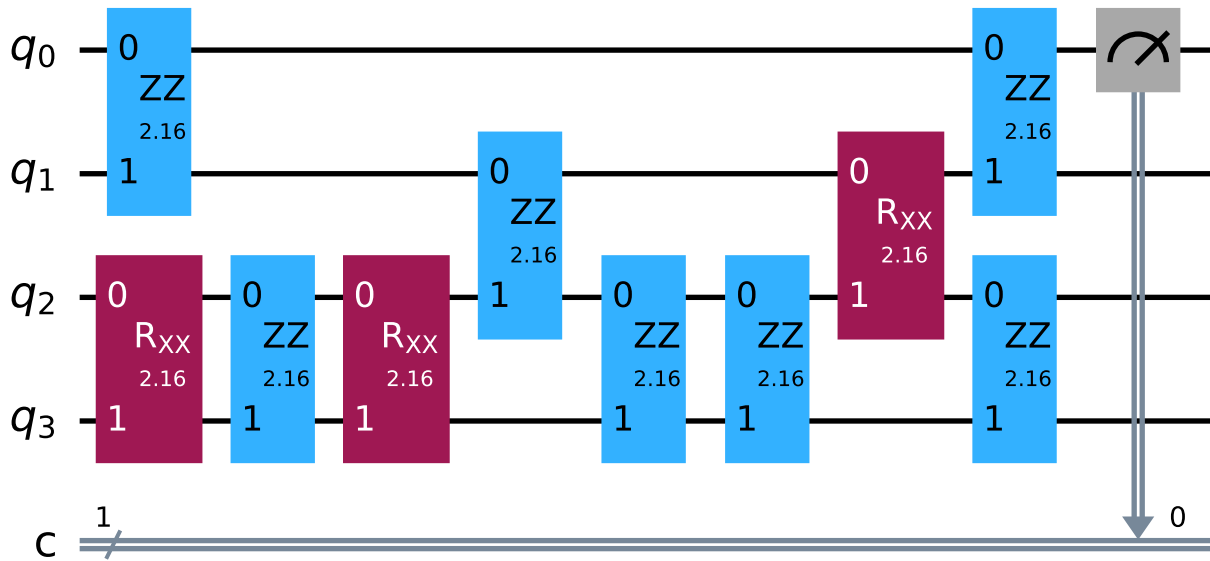 q0 0 0
ZZ ZZ
2.16 2.16
q1 1 0 0 1
ZZ RXX
2.16 2.16
q2 0 0 0 1 0 0 1 0
RXX ZZ RXX ZZ ZZ ZZ
2.16 2.16 2.16 2.16 2.16 2.16
q3 1 1 1 1 1 1
1 0
c